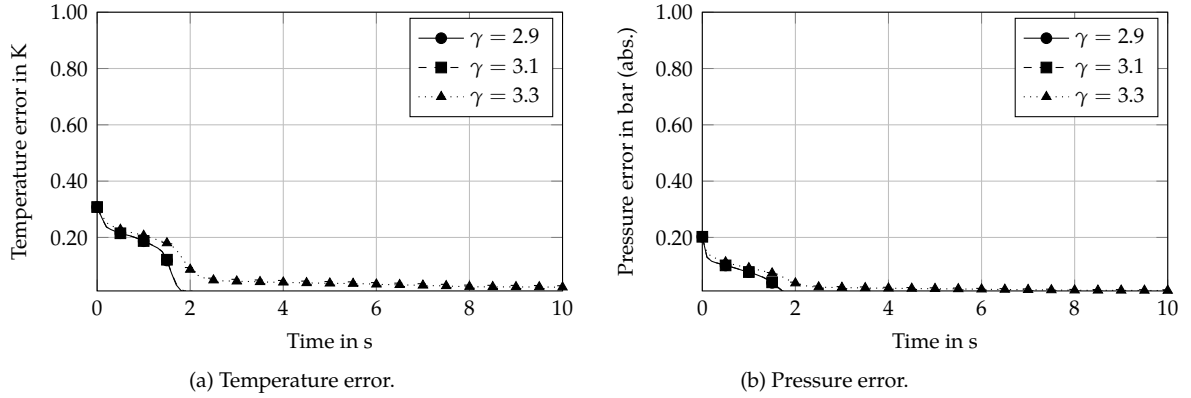 1.00
0.80
0.60
0.40
0.20
Temperature error in K
γ = 2.9
γ = 3.1
γ = 3.3
0 2 4 6 8 10
Time in s
(a) Temperature error.
1.00
0.80
0.60
0.40
0.20
Pressure error in bar (abs.)
γ = 2.9
γ = 3.1
γ = 3.3
0 2 4 6 8 10
Time in s
(b) Pressure error.